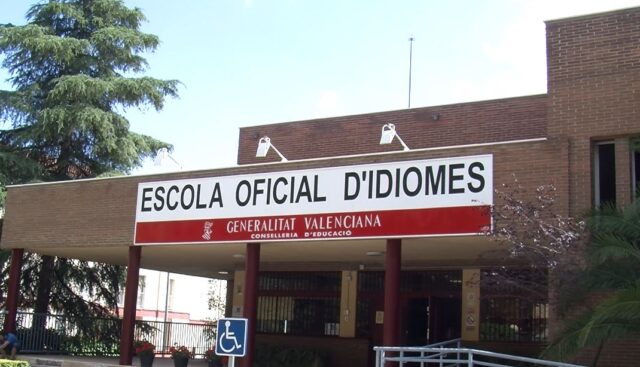 ESCOLA OFICIAL D'IDIOMES
GENERALITAT VALENCIANA
CONSELLERIA D'EDUCACIÓ